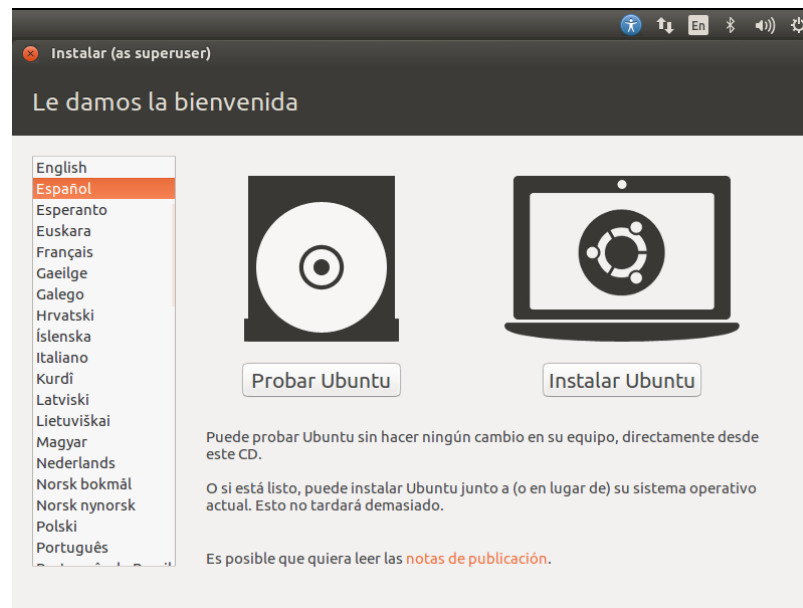 En
Instalar (as superuser)
Le damos la bienvenida
English
Español
Esperanto
Euskara
Français
Gaeilge
Galego
Hrvatski
Íslenska
Italiano
Kurdî
Latviski
Lietuviškai
Magyar
Nederlands
Norsk bokmål
Norsk nynorsk
Polski
Português
Probar Ubuntu
Instalar Ubuntu
Puede probar Ubuntu sin hacer ningún cambio en su equipo, directamente desde
este CD.
O si está listo, puede instalar Ubuntu junto a (o en lugar de) su sistema operativo
actual. Esto no tardará demasiado.
Es posible que quiera leer las notas de publicación.